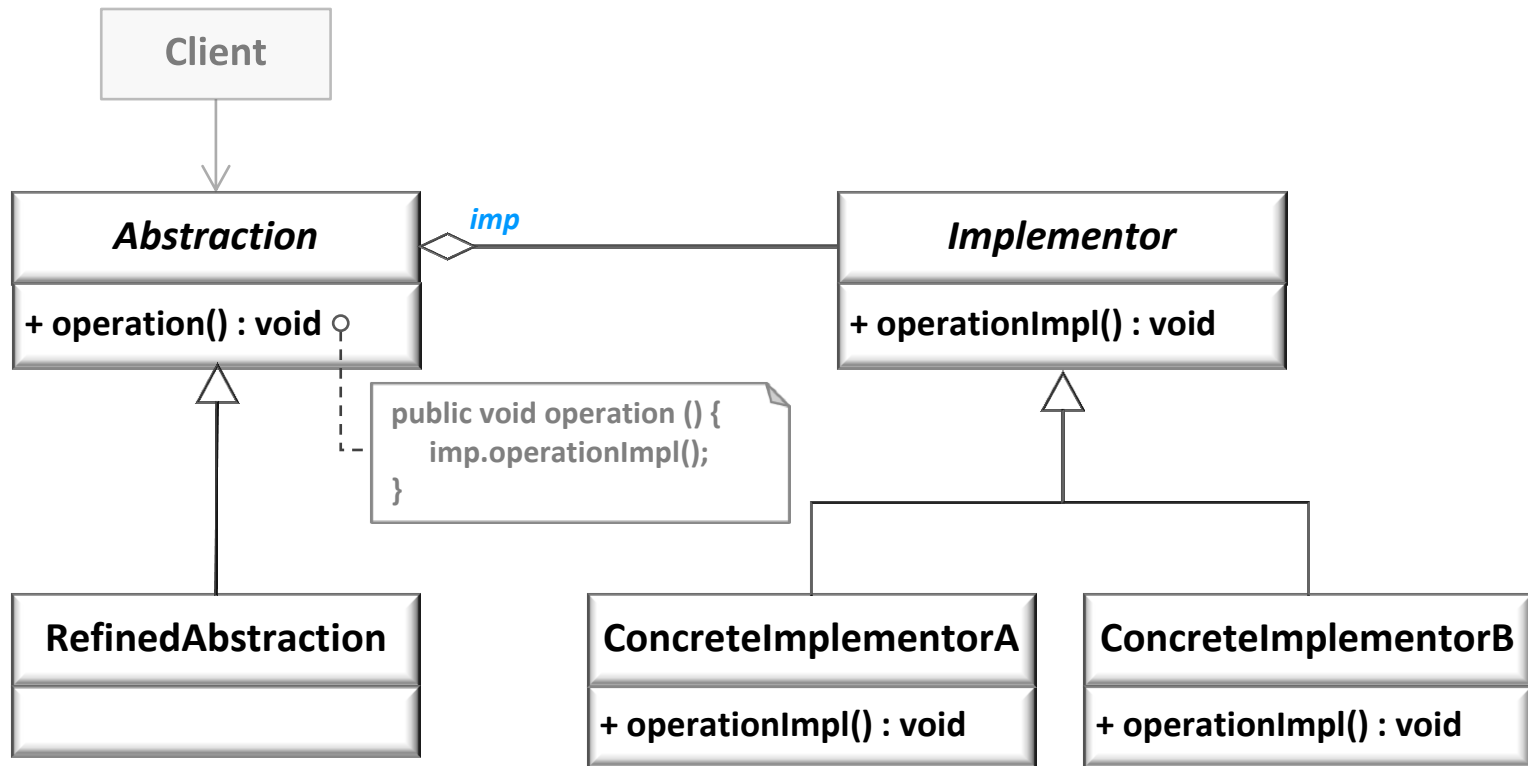 Client
Abstraction
imp
Implementor
+ operation() : void
+ operationImpl() : void
public void operation () {
imp.operationImpl();
}
RefinedAbstraction
ConcreteImplementorA
ConcreteImplementorB
+ operationImpl() : void
+ operationImpl() : void